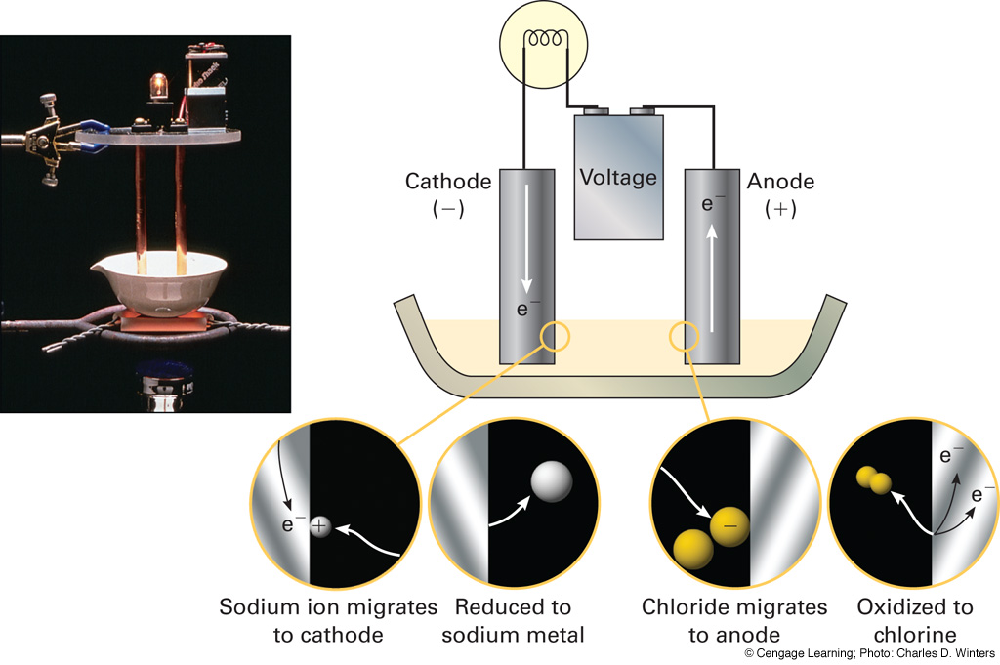 Cathode
(−)
Voltage
Anode
(+)
e⁻
e⁻
e⁻
+
−
e⁻
e⁻
Sodium ion migrates
to cathode
Reduced to
sodium metal
Chloride migrates
to anode
Oxidized to
chlorine
© Cengage Learning; Photo: Charles D. Winters